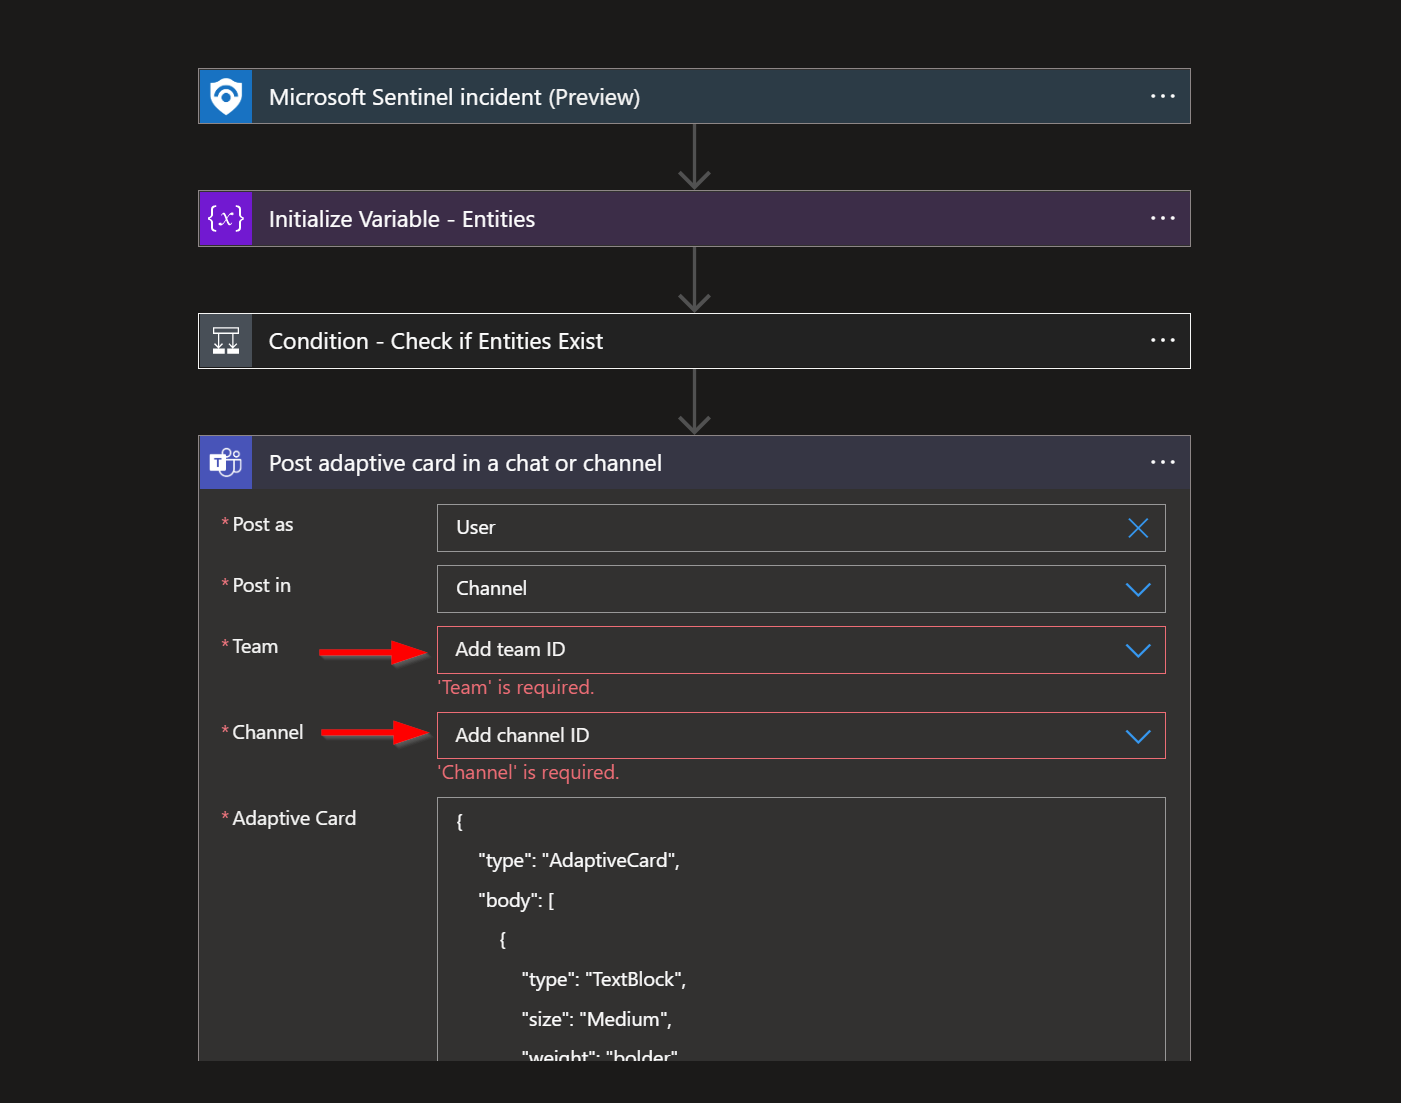 Microsoft Sentinel incident (Preview)
{x} Initialize Variable - Entities
Condition - Check if Entities Exist
T Post adaptive card in a chat or channel
* Post as User
* Post in Channel
* Team Add team ID
'Team' is required.
* Channel Add channel ID
'Channel' is required.
* Adaptive Card {
"type": "AdaptiveCard",
"body": [
{
"type": "TextBlock",
"size": "Medium",
"weight": "bolder"